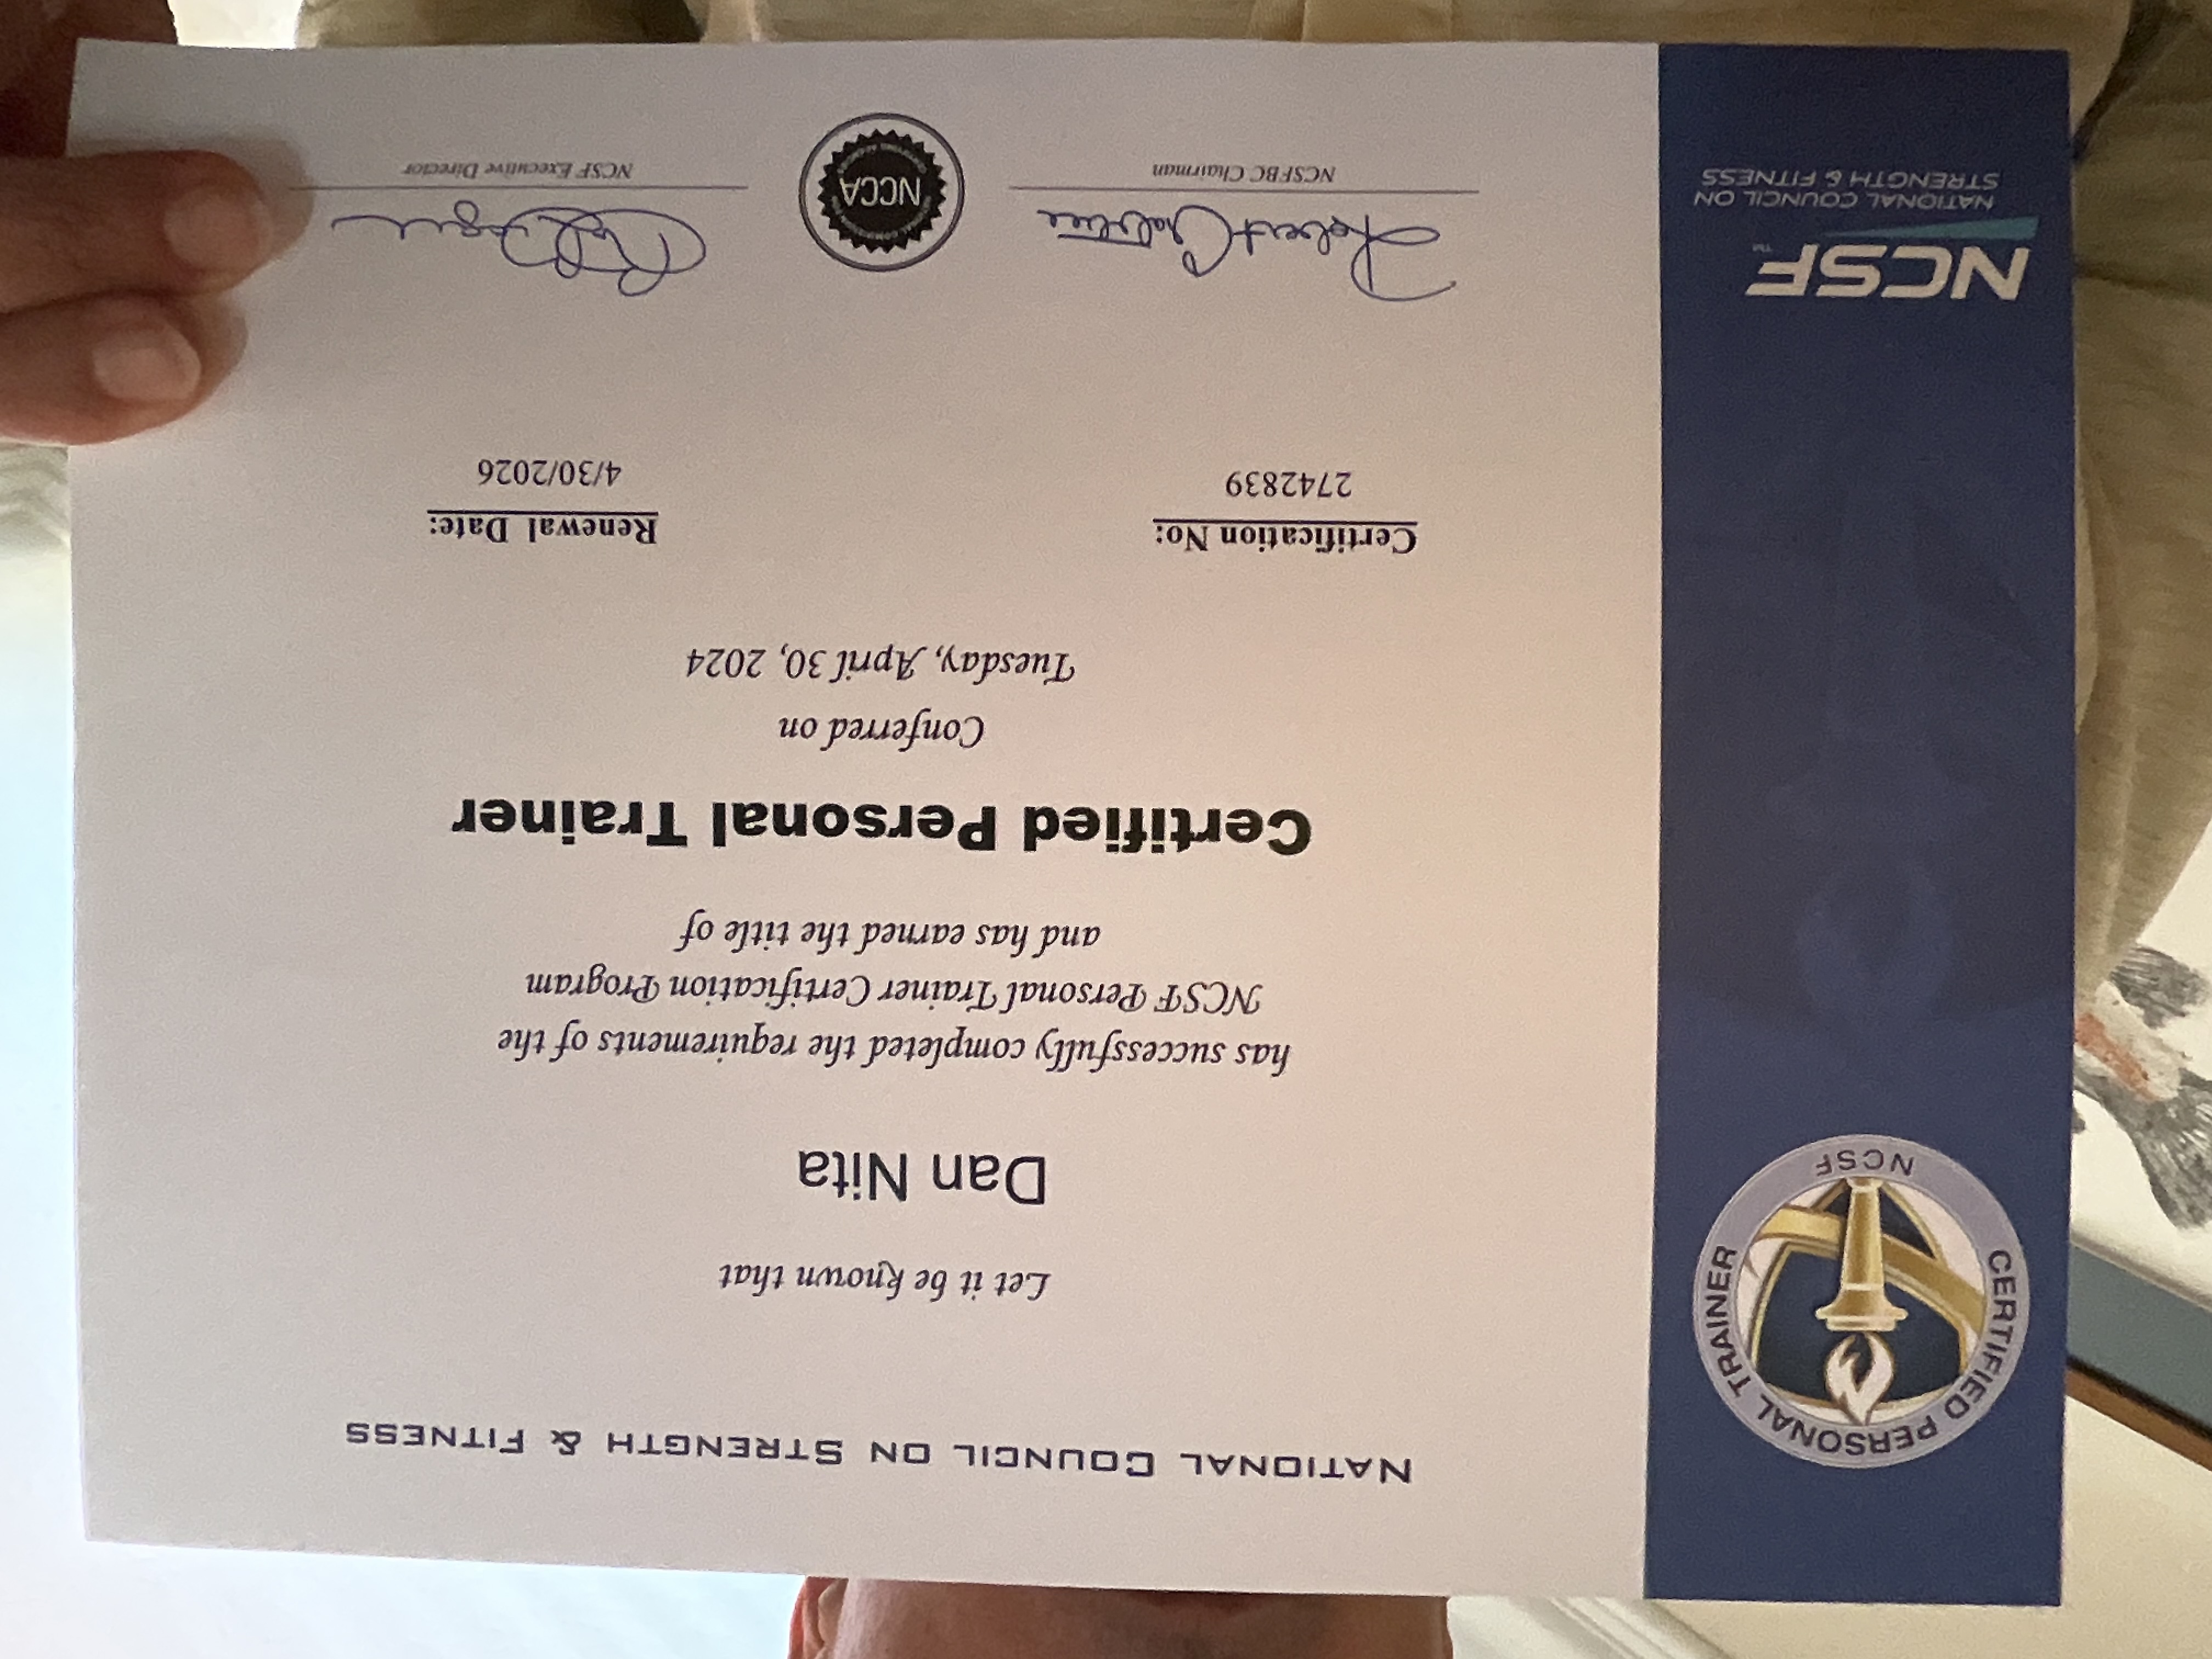 NATIONAL COUNCIL ON STRENGTH & FITNESS
Let it be known that
Dan Nita
has successfully completed the requirements of the
NCSF Personal Trainer Certification Program
and has earned the title of
Certified Personal Trainer
Conferred on
Tuesday, April 30, 2024
Certification No:
2742839
Renewal Date:
4/30/2026
NCSFBC Chairman
NCCA
NCSF Executive Director
CERTIFIED PERSONAL TRAINER
NCSF
NCSF™
NATIONAL COUNCIL ON
STRENGTH & FITNESS